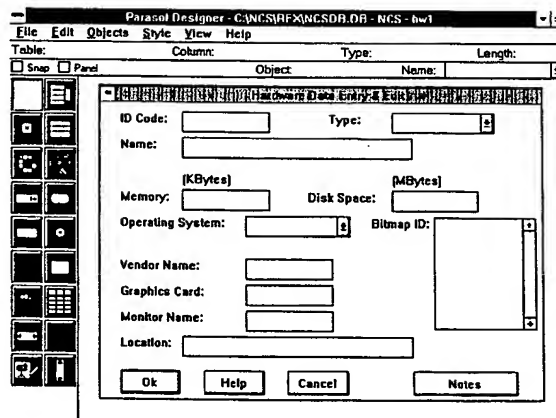 Parasol Designer - C:\NCS\RFX\NCSDB.DB - NCS - hw1
File Edit Objects Style View Help
Table: Column: Type: Length:
Snap Panel Object: Name:
Hardware Data Entry & Edit
ID Code: Type:
Name:
[KBytes] [MBytes]
Memory: Disk Space:
Operating System: Bitmap ID:
Vendor Name:
Graphics Card:
Monitor Name:
Location:
Ok Help Cancel Notes